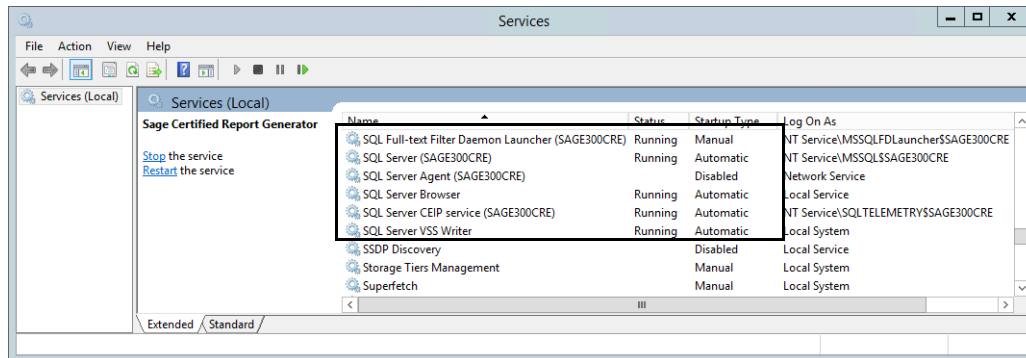 Services
File Action View Help
Services (Local)
Services (Local)
Sage Certified Report Generator
Stop the service
Restart the service
Name Status Startup Type Log On As
SQL Full-text Filter Daemon Launcher (SAGE300CRE) Running Manual NT Service\MSSQLFDLauncher$SAGE300CRE
SQL Server (SAGE300CRE) Running Automatic NT Service\MSSQL$SAGE300CRE
SQL Server Agent (SAGE300CRE) Disabled Network Service
SQL Server Browser Running Automatic Local Service
SQL Server CEIP service (SAGE300CRE) Running Automatic NT Service\SQLTELEMETRY$SAGE300CRE
SQL Server VSS Writer Running Automatic Local System
SSDP Discovery Disabled Local Service
Storage Tiers Management Manual Local System
Superfetch Manual Local System
Extended Standard